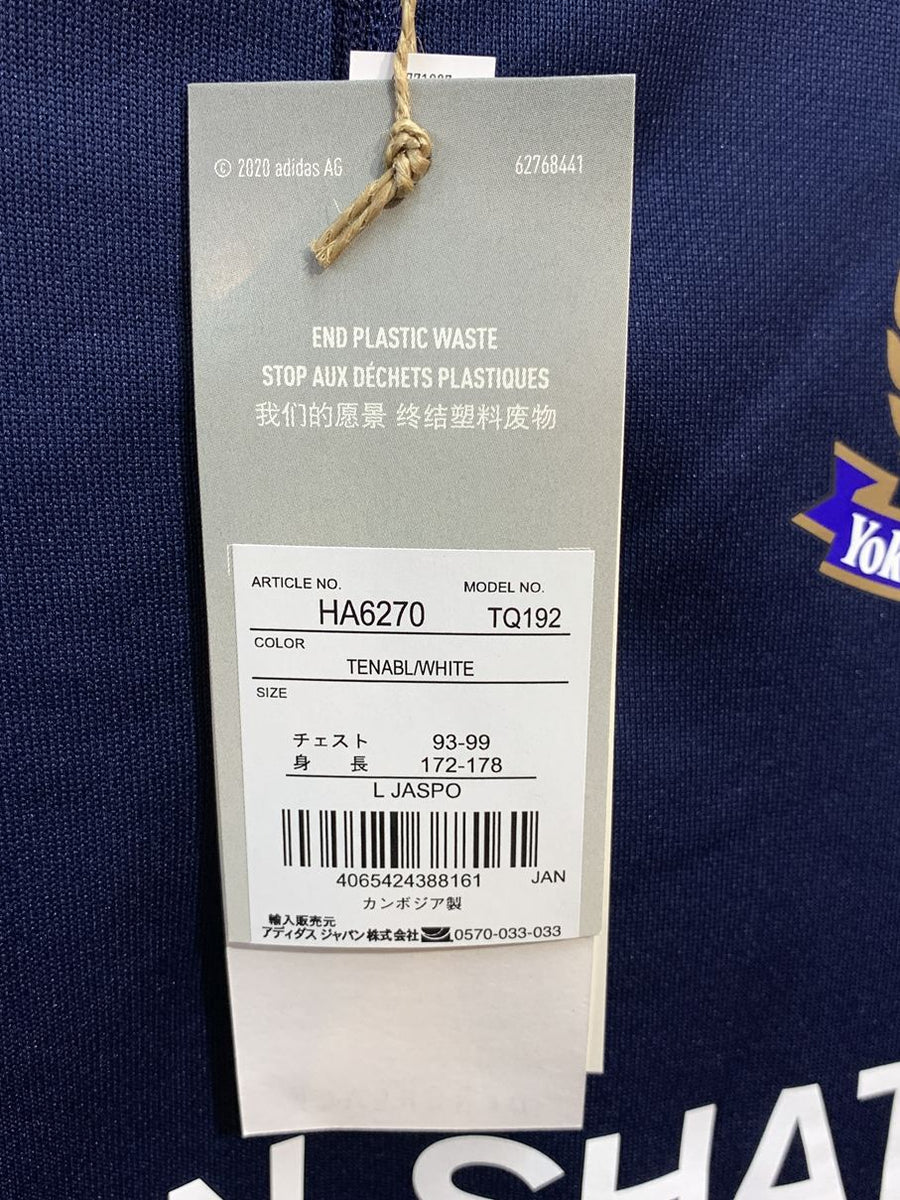 © 2020 adidas AG 62768441
END PLASTIC WASTE
STOP AUX DÉCHETS PLASTIQUES
我们的愿景 终结塑料废物
ARTICLE NO. MODEL NO.
HA6270 TQ192
COLOR
TENABL/WHITE
SIZE
チェスト 93-99
身 長 172-178
L JASPO
4065424388161 JAN
カンボジア製
輸入販売元
アディダス ジャパン株式会社 0570-033-033
Yok
N SHAT